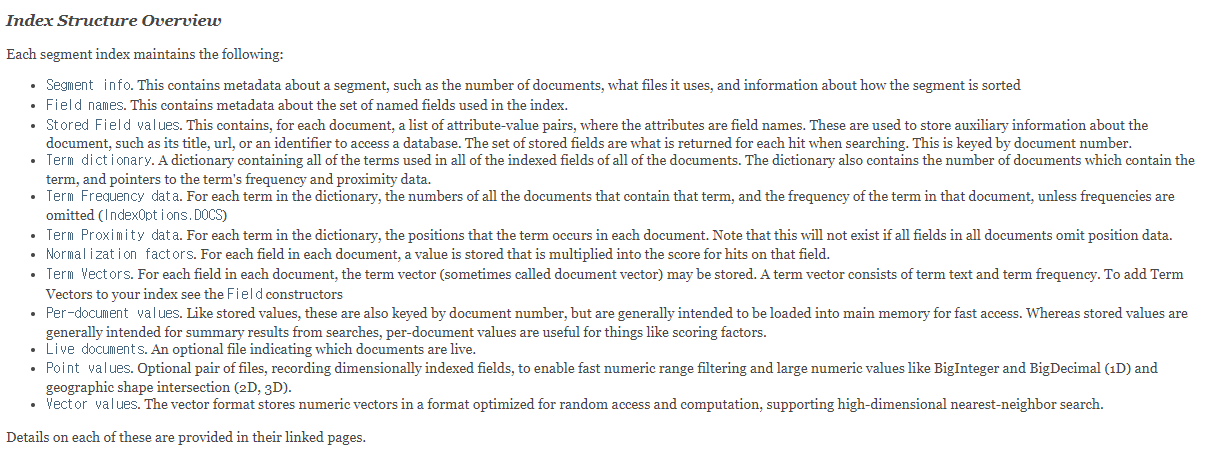 Index Structure Overview
Each segment index maintains the following:
• Segment info. This contains metadata about a segment, such as the number of documents, what files it uses, and information about how the segment is sorted
• Field names. This contains metadata about the set of named fields used in the index.
• Stored Field values. This contains, for each document, a list of attribute-value pairs, where the attributes are field names. These are used to store auxiliary information about the
document, such as its title, url, or an identifier to access a database. The set of stored fields are what is returned for each hit when searching. This is keyed by document number.
• Term dictionary. A dictionary containing all of the terms used in all of the indexed fields of all of the documents. The dictionary also contains the number of documents which contain the
term, and pointers to the term's frequency and proximity data.
• Term Frequency data. For each term in the dictionary, the numbers of all the documents that contain that term, and the frequency of the term in that document, unless frequencies are
omitted (IndexOptions.DOCS)
• Term Proximity data. For each term in the dictionary, the positions that the term occurs in each document. Note that this will not exist if all fields in all documents omit position data.
• Normalization factors. For each field in each document, a value is stored that is multiplied into the score for hits on that field.
• Term Vectors. For each field in each document, the term vector (sometimes called document vector) may be stored. A term vector consists of term text and term frequency. To add Term
Vectors to your index see the Field constructors
• Per-document values. Like stored values, these are also keyed by document number, but are generally intended to be loaded into main memory for fast access. Whereas stored values are
generally intended for summary results from searches, per-document values are useful for things like scoring factors.
• Live documents. An optional file indicating which documents are live.
• Point values. Optional pair of files, recording dimensionally indexed fields, to enable fast numeric range filtering and large numeric values like BigInteger and BigDecimal (1D) and
geographic shape intersection (2D, 3D).
• Vector values. The vector format stores numeric vectors in a format optimized for random access and computation, supporting high-dimensional nearest-neighbor search.
Details on each of these are provided in their linked pages.